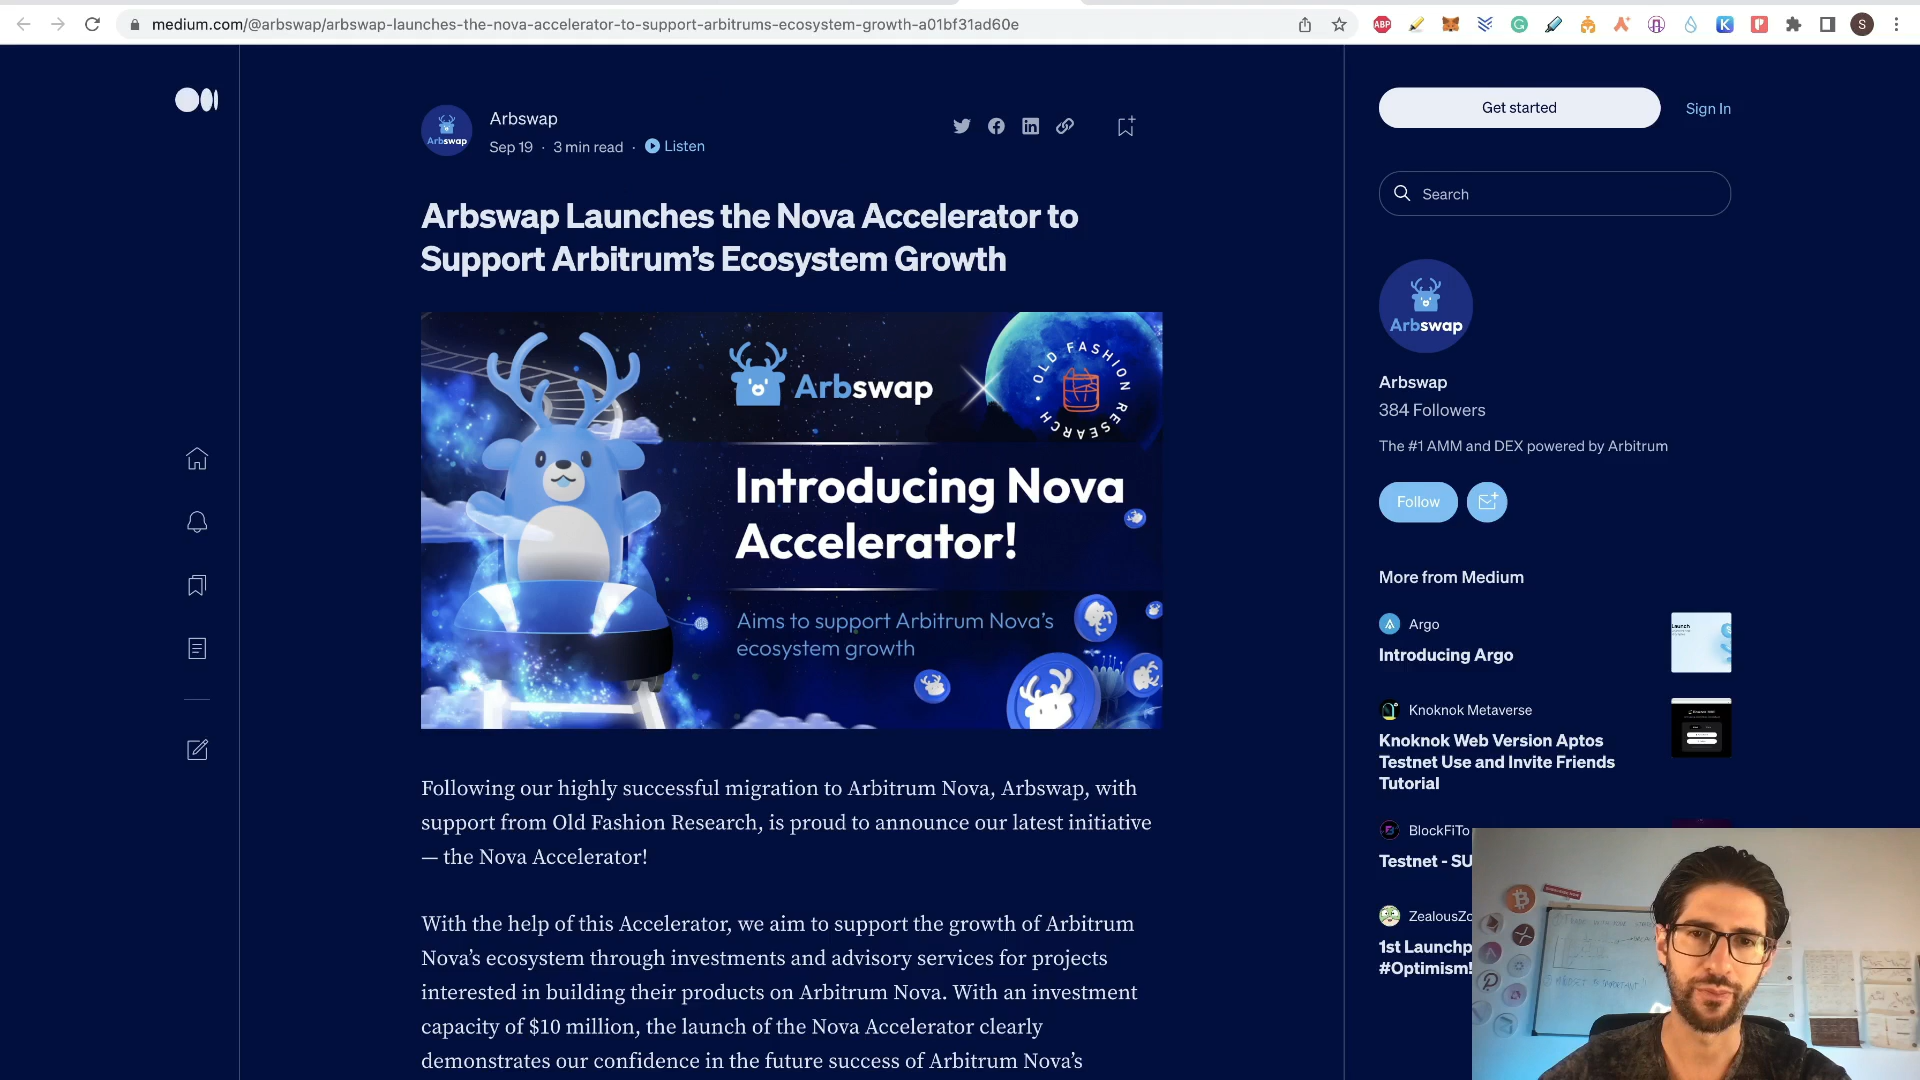 medium.com/@arbswap/arbswap-launches-the-nova-accelerator-to-support-arbitrums-ecosystem-growth-a01bf31ad60e
ABP
S
Arbswap
Arbswap
Sep 19 · 3 min read · Listen
Arbswap Launches the Nova Accelerator to
Support Arbitrum’s Ecosystem Growth
Arbswap
OLD FASHION RESEARCH
Introducing Nova
Accelerator!
Aims to support Arbitrum Nova’s
ecosystem growth
Following our highly successful migration to Arbitrum Nova, Arbswap, with
support from Old Fashion Research, is proud to announce our latest initiative
— the Nova Accelerator!
With the help of this Accelerator, we aim to support the growth of Arbitrum
Nova’s ecosystem through investments and advisory services for projects
interested in building their products on Arbitrum Nova. With an investment
capacity of $10 million, the launch of the Nova Accelerator clearly
demonstrates our confidence in the future success of Arbitrum Nova’s
Get started
Sign In
Search
Arbswap
Arbswap
384 Followers
The #1 AMM and DEX powered by Arbitrum
Follow
More from Medium
Argo
Introducing Argo
Launch
Knoknok Metaverse
Knoknok Web Version Aptos
Testnet Use and Invite Friends
Tutorial
BlockFiTo
Testnet - SU
ZealousZo
1st Launchp
#Optimism!